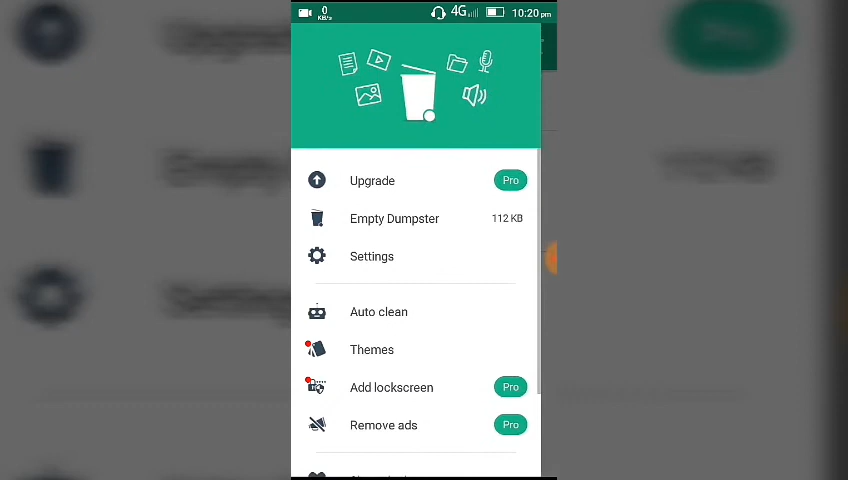 0
KB/s
4G
10:20 pm
Upgrade
Pro
Empty Dumpster
112 KB
Settings
Auto clean
Themes
Add lockscreen
Pro
Remove ads
Pro